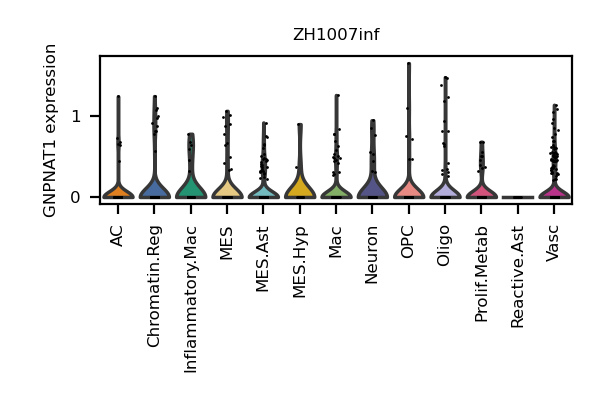 ZH1007inf
GNPNAT1 expression
1
0
AC
Chromatin.Reg
Inflammatory.Mac
MES
MES.Ast
MES.Hyp
Mac
Neuron
OPC
Oligo
Prolif.Metab
Reactive.Ast
Vasc